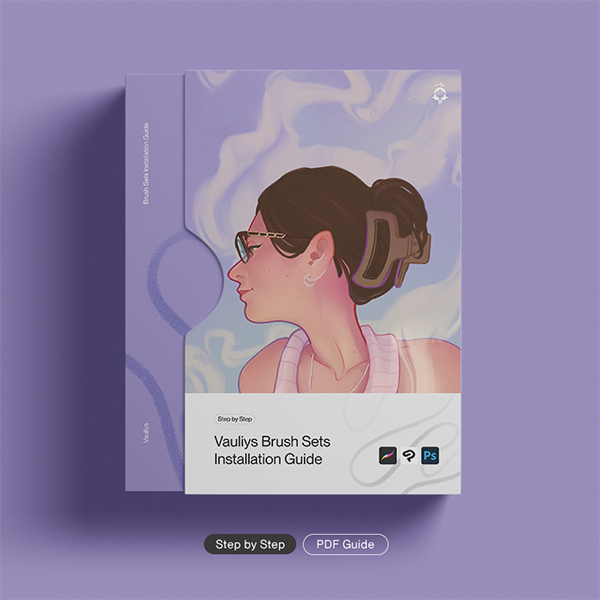 Brush Sets Installation Guide
Vauliys
Step by Step
Vauliys Brush Sets
Installation Guide
Ps
Step by Step
PDF Guide